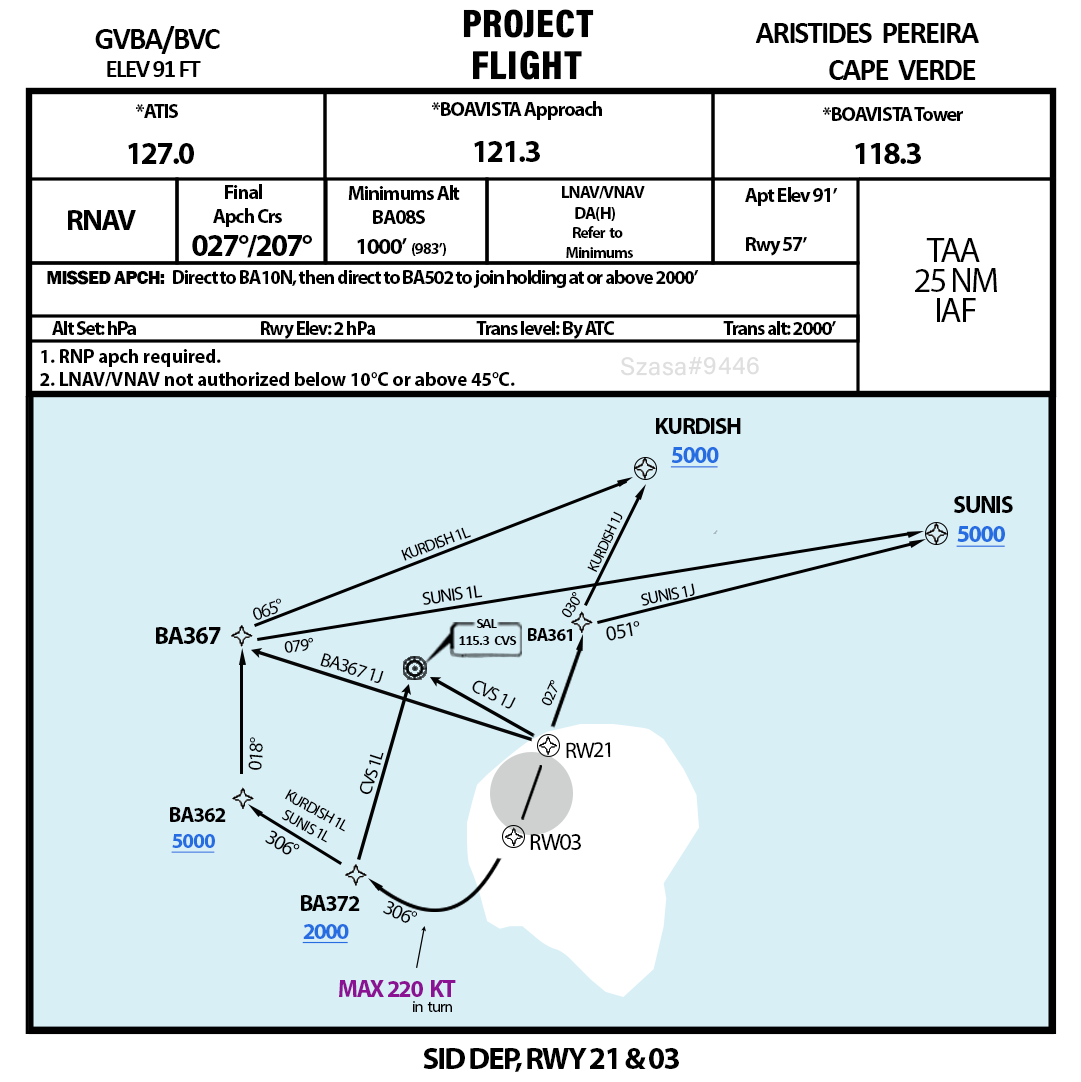 GVBA/BVC
ELEV 91 FT
PROJECT
FLIGHT
ARISTIDES PEREIRA
CAPE VERDE
*ATIS
127.0
*BOAVISTA Approach
121.3
*BOAVISTA Tower
118.3
RNAV
Final
Apch Crs
027°/207°
Minimums Alt
BA08S
1000’ (983’)
LNAV/VNAV
DA(H)
Refer to
Minimums
Apt Elev 91’
Rwy 57’
TAA
25 NM
IAF
MISSED APCH: Direct to BA10N, then direct to BA502 to join holding at or above 2000’
Alt Set: hPa Rwy Elev: 2 hPa Trans level: By ATC Trans alt: 2000’
1. RNP apch required.
2. LNAV/VNAV not authorized below 10°C or above 45°C.
Szasa#9446
KURDISH
5000
SUNIS
5000
KURDISH 1L
KURDISH 1J
SUNIS 1L
SUNIS 1J
065°
030°
BA367
079°
BA367 1J
SAL
115.3 CVS
BA361
051°
CVS 1J
027°
RW21
018°
CVS 1L
BA362
5000
KURDISH 1L
SUNIS 1L
306°
RW03
BA372
2000
306°
MAX 220 KT
in turn
SID DEP, RWY 21 & 03